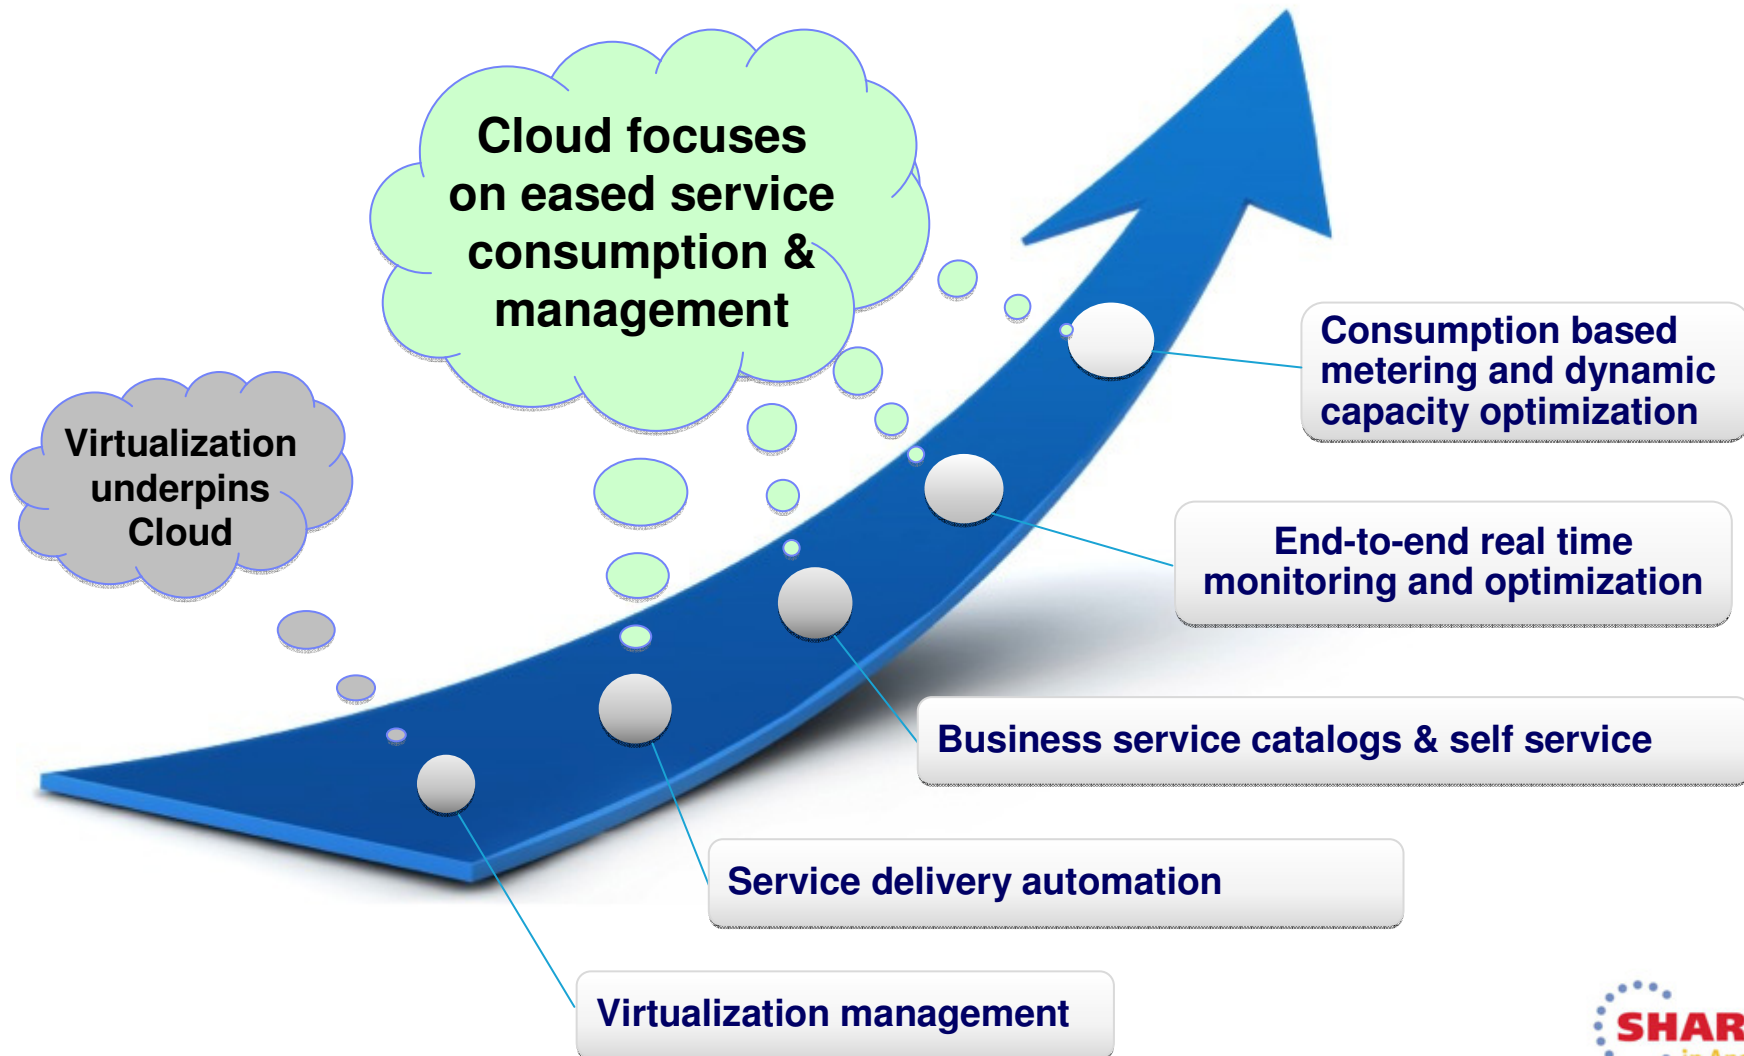 Cloud focuses
on eased service
consumption &
management
Virtualization
underpins
Cloud
Consumption based
metering and dynamic
capacity optimization
End-to-end real time
monitoring and optimization
Business service catalogs & self service
Service delivery automation
Virtualization management